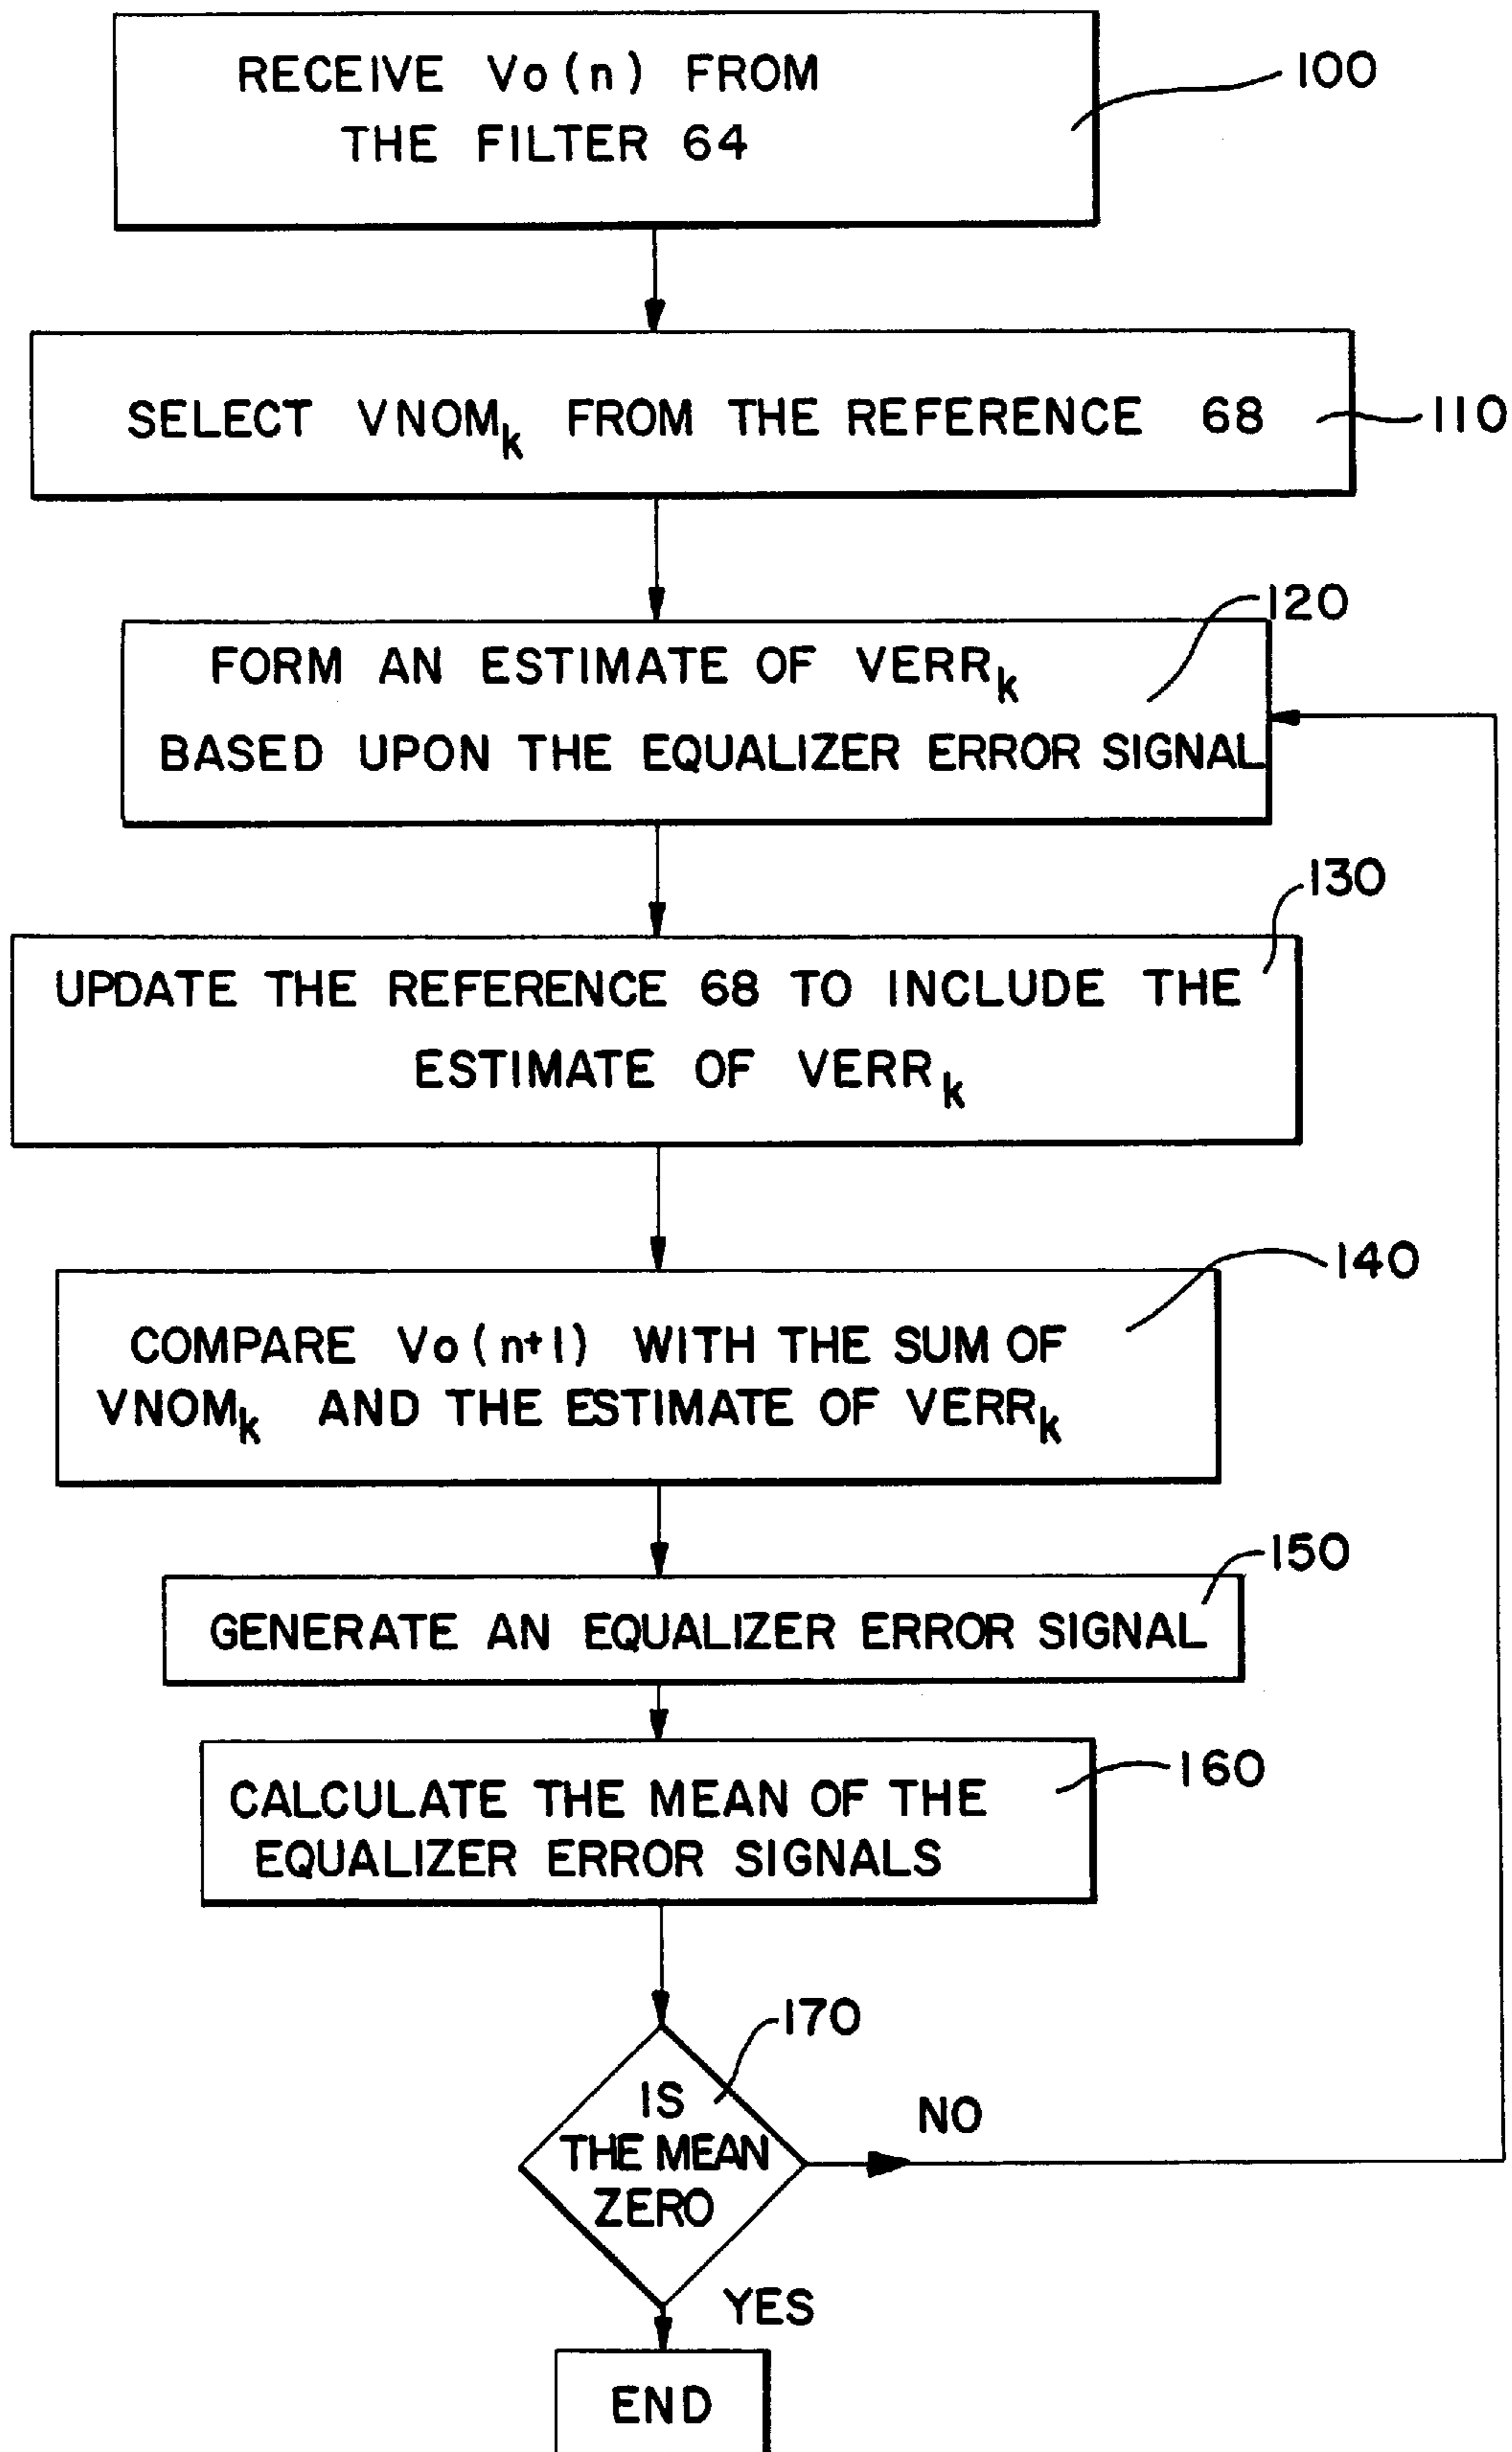 RECEIVE Vo(n) FROM
THE FILTER 64
100
SELECT VNOMk FROM THE REFERENCE 68
110
120
FORM AN ESTIMATE OF VERRk
BASED UPON THE EQUALIZER ERROR SIGNAL
130
UPDATE THE REFERENCE 68 TO INCLUDE THE
ESTIMATE OF VERRk
140
COMPARE Vo(n+1) WITH THE SUM OF
VNOMk AND THE ESTIMATE OF VERRk
150
GENERATE AN EQUALIZER ERROR SIGNAL
160
CALCULATE THE MEAN OF THE
EQUALIZER ERROR SIGNALS
170
IS
THE MEAN
ZERO
NO
YES
END